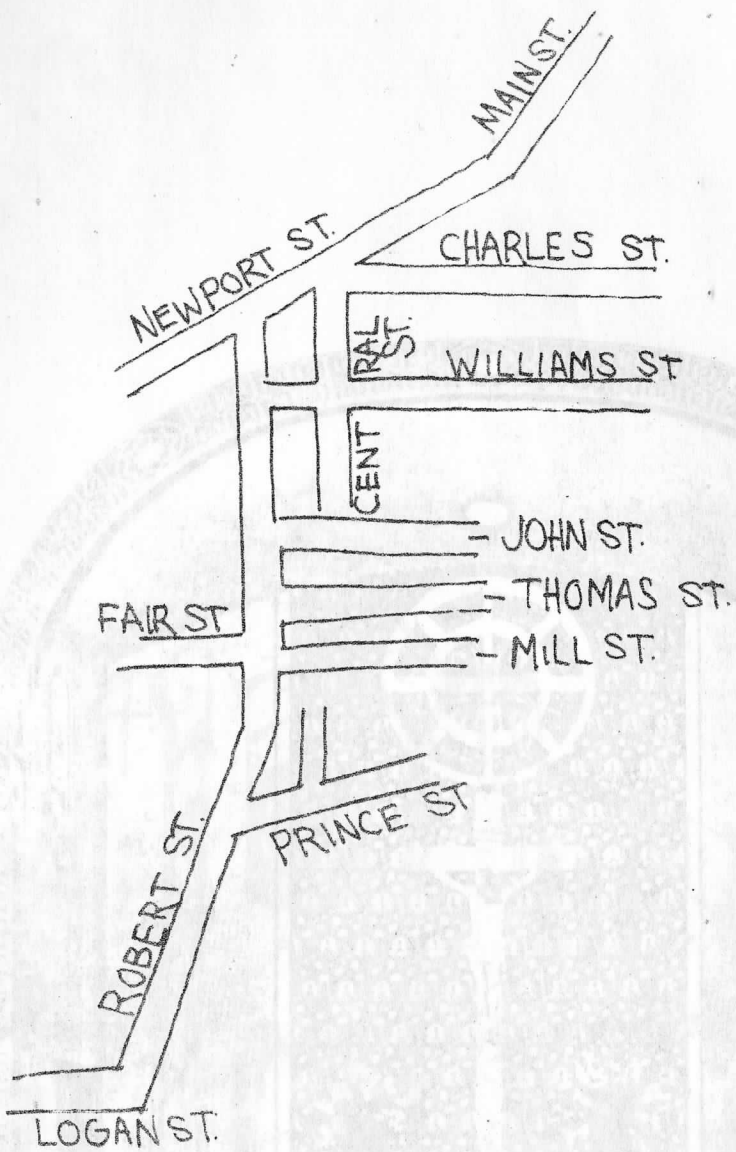 MAIN ST.
NEWPORT ST.
CHARLES ST.
CENTRAL ST.
WILLIAMS ST
JOHN ST.
THOMAS ST.
FAIR ST
MILL ST.
PRINCE ST
ROBERT ST.
LOGAN ST.